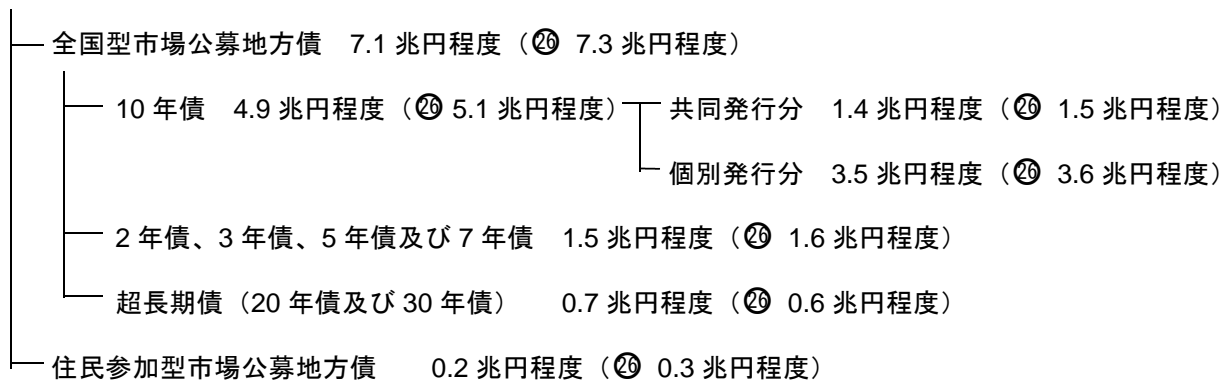 全国型市場公募地方債 7.1 兆円程度（㉖ 7.3 兆円程度）
10 年債 4.9 兆円程度（㉖ 5.1 兆円程度） 共同発行分 1.4 兆円程度（㉖ 1.5 兆円程度）
個別発行分 3.5 兆円程度（㉖ 3.6 兆円程度）
2 年債、3 年債、5 年債及び 7 年債 1.5 兆円程度（㉖ 1.6 兆円程度）
超長期債（20 年債及び 30 年債） 0.7 兆円程度（㉖ 0.6 兆円程度）
住民参加型市場公募地方債 0.2 兆円程度（㉖ 0.3 兆円程度）